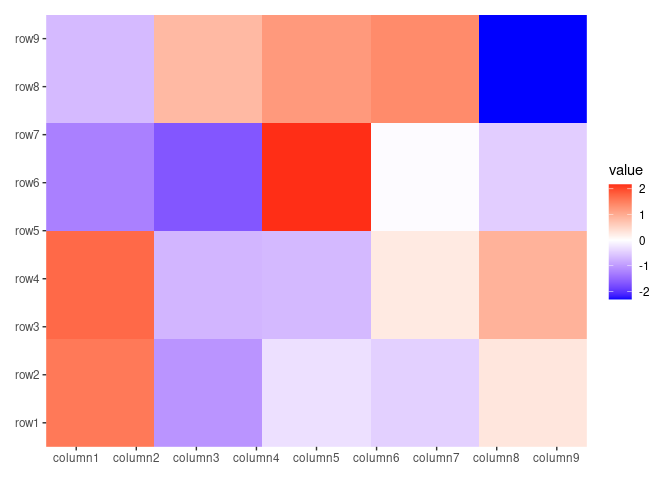 row9
row8
row7
row6
row5
row4
row3
row2
row1
column1 column2 column3 column4 column5 column6 column7 column8 column9
value
2
1
0
-1
-2